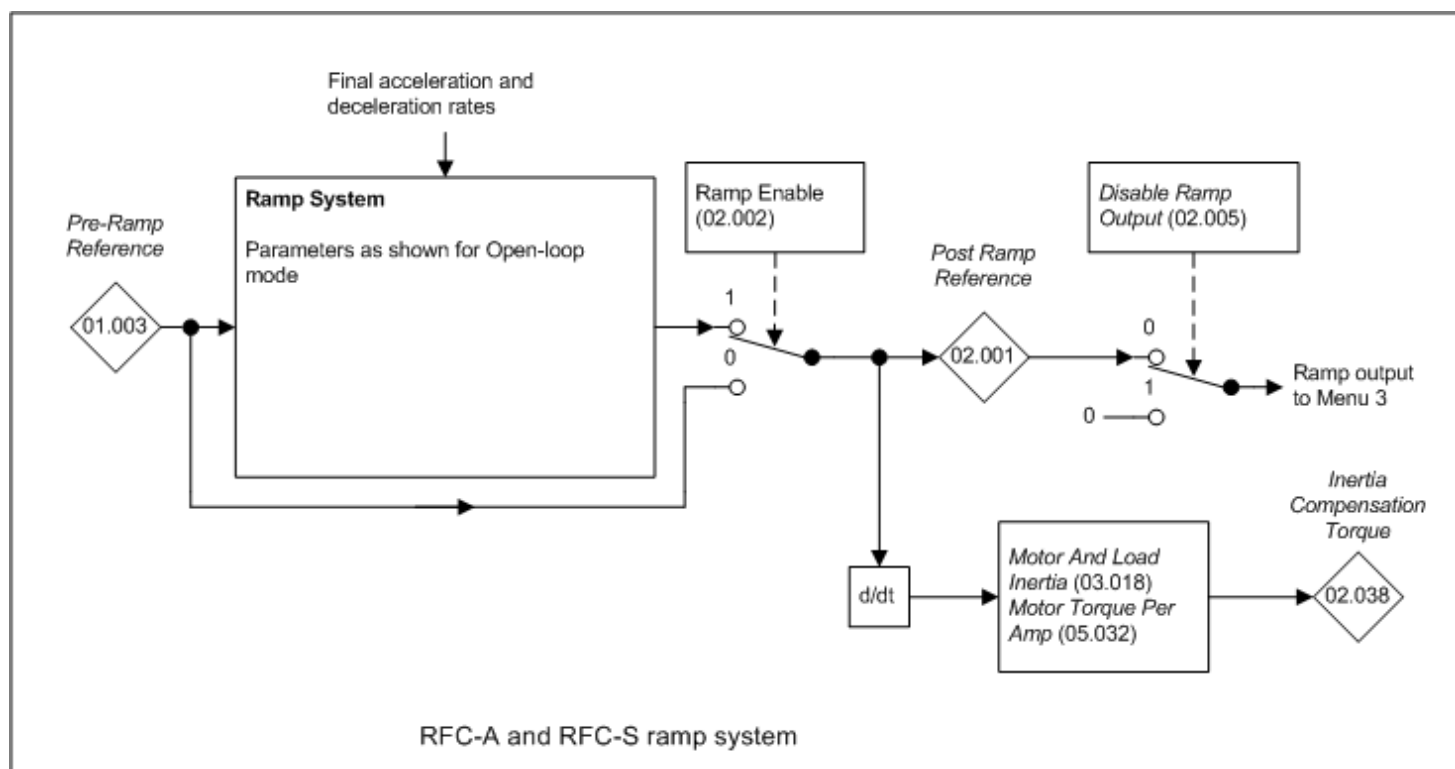 Final acceleration and
deceleration rates
Pre-Ramp
Reference
01.003
Ramp System
Parameters as shown for Open-loop
mode
Ramp Enable
(02.002)
1
0
Post Ramp
Reference
02.001
Disable Ramp
Output (02.005)
0
1
0
Ramp output
to Menu 3
d/dt
Motor And Load
Inertia (03.018)
Motor Torque Per
Amp (05.032)
Inertia
Compensation
Torque
02.038
RFC-A and RFC-S ramp system